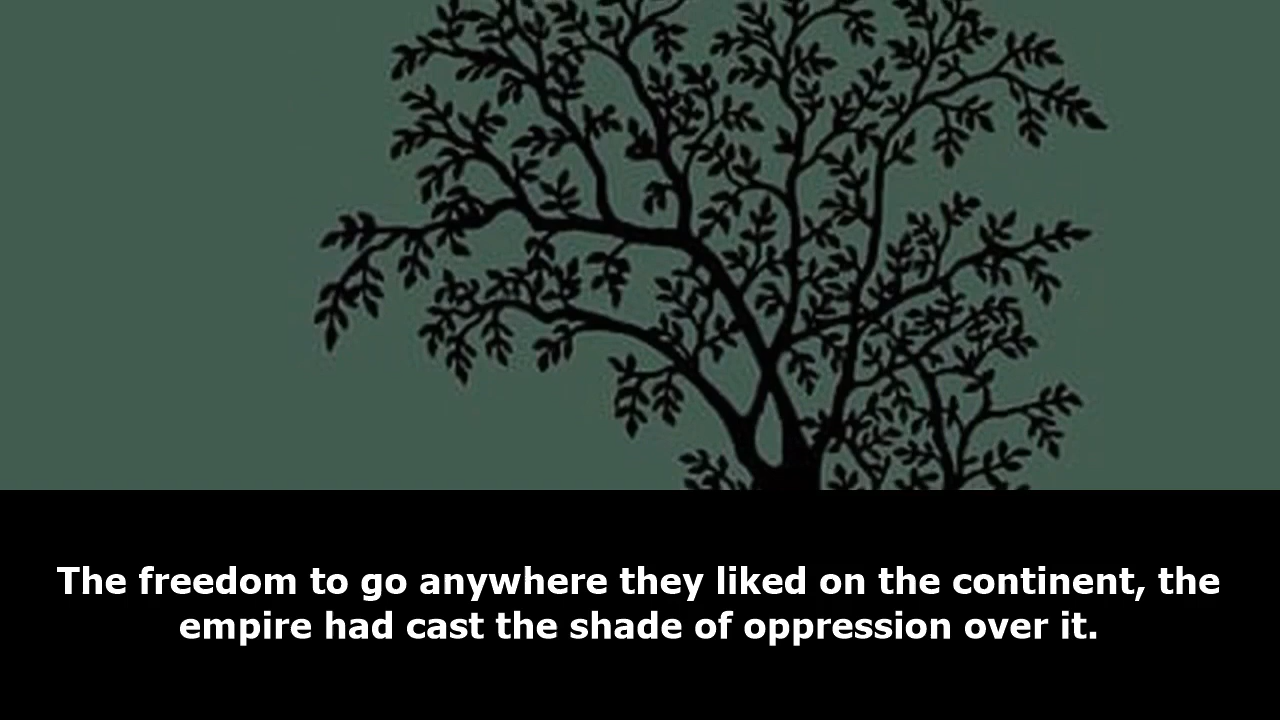 The freedom to go anywhere they liked on the continent, the
empire had cast the shade of oppression over it.